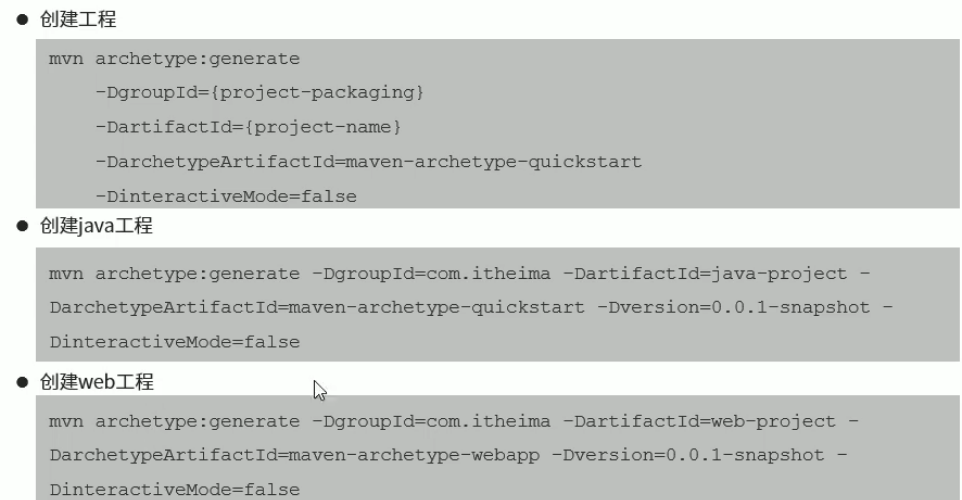 ● 创建工程
mvn archetype:generate
-DgroupId={project-packaging}
-DartifactId={project-name}
-DarchetypeArtifactId=maven-archetype-quickstart
-DinteractiveMode=false
● 创建java工程
mvn archetype:generate -DgroupId=com.itheima -DartifactId=java-project -
DarchetypeArtifactId=maven-archetype-quickstart -Dversion=0.0.1-snapshot -
DinteractiveMode=false
● 创建web工程
mvn archetype:generate -DgroupId=com.itheima -DartifactId=web-project -
DarchetypeArtifactId=maven-archetype-webapp -Dversion=0.0.1-snapshot -
DinteractiveMode=false